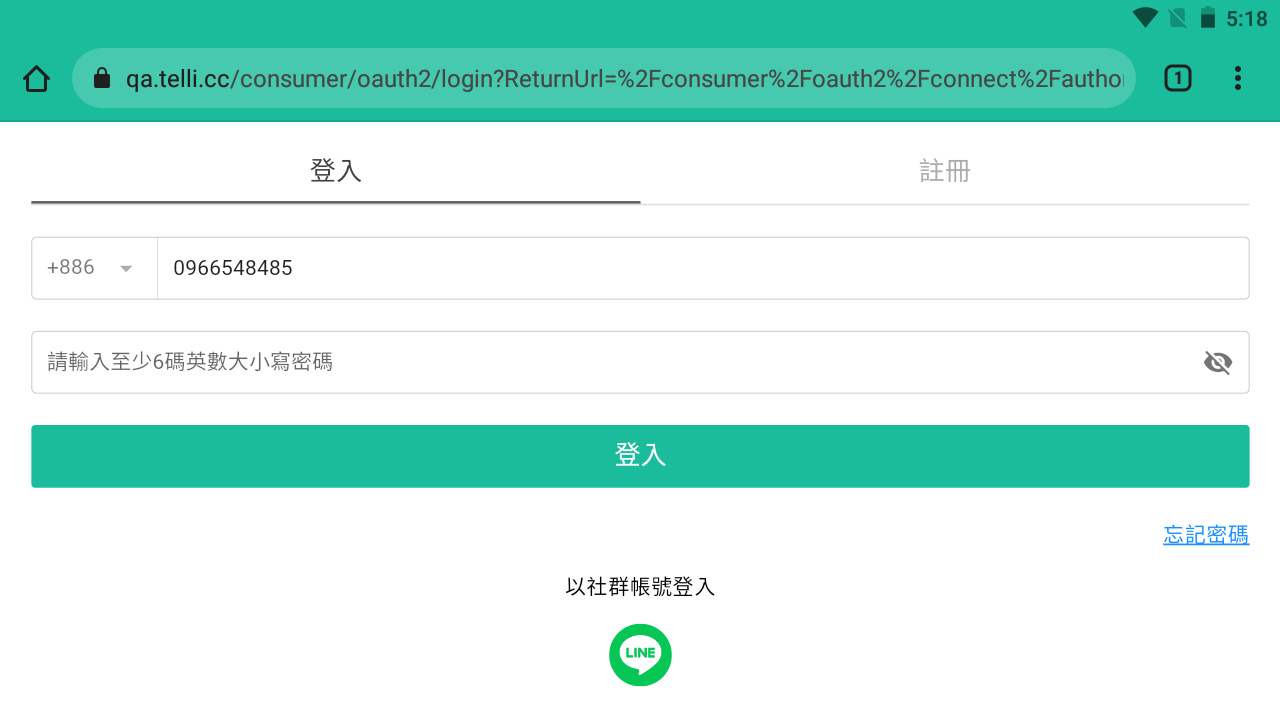 5:18
qa.telli.cc/consumer/oauth2/login?ReturnUrl=%2Fconsumer%2Foauth2%2Fconnect%2Fautho
1
登入
註冊
+886
0966548485
請輸入至少6碼英數大小寫密碼
登入
忘記密碼
以社群帳號登入
LINE